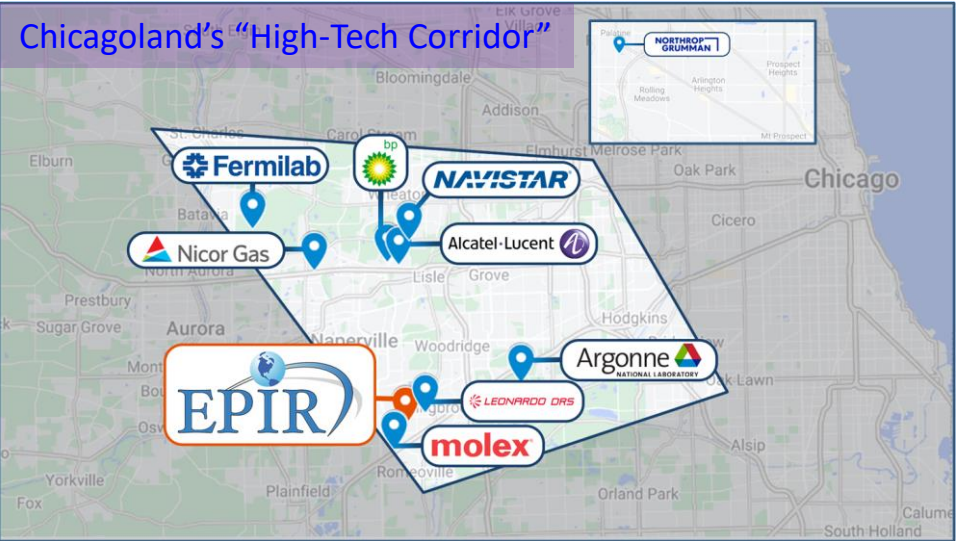 Chicagoland's “High-Tech Corridor”
Elk Grove
Village
Palatine
NORTHROP
GRUMMAN
Prospect
Heights
Arlington
Heights
Rolling
Meadows
Mt Prospect
Bloomingdale
Addison
St. Charles
Carol Stream
Elmhurst
Melrose Park
Oak Park
Chicago
Elburn
Fermilab
bp
NAVISTAR
Wheaton
Batavia
Cicero
Nicor Gas
Alcatel·Lucent
North Aurora
Lisle
Grove
Prestbury
Sugar Grove
Aurora
Hodgkins
Naperville
Woodridge
Argonne
NATIONAL LABORATORY
Oak Lawn
EPIR
LEONARDO DRS
molex
Romeoville
Alsip
Yorkville
Plainfield
Orland Park
Fox
Calume
South Holland